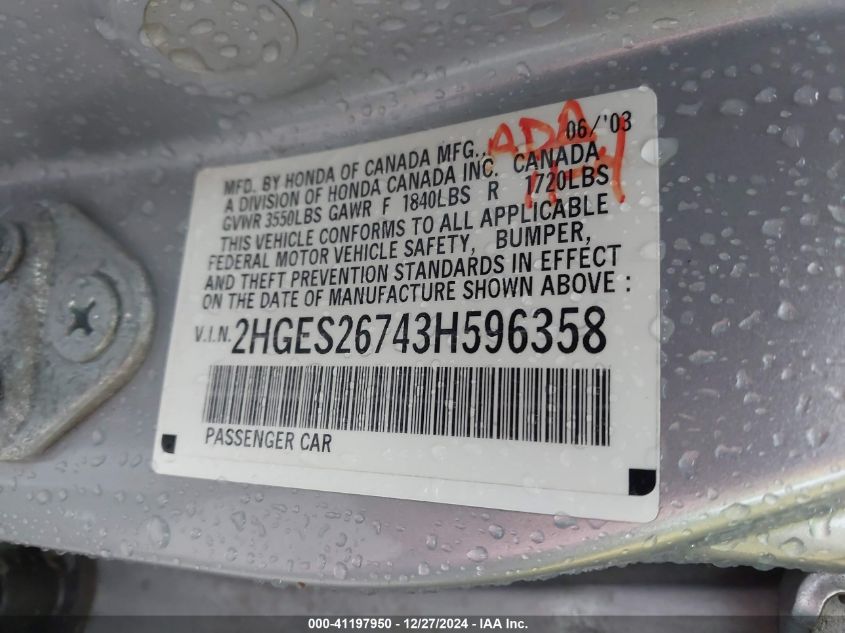 06/'03
MFD. BY HONDA OF CANADA MFG.,
A DIVISION OF HONDA CANADA INC. CANADA
GVWR 3550LBS GAWR F 1840LBS R 1720LBS
THIS VEHICLE CONFORMS TO ALL APPLICABLE
FEDERAL MOTOR VEHICLE SAFETY, BUMPER,
AND THEFT PREVENTION STANDARDS IN EFFECT
ON THE DATE OF MANUFACTURE SHOWN ABOVE :
V.I.N. 2HGES26743H596358
PASSENGER CAR
000-41197950 - 12/27/2024 - IAA Inc.